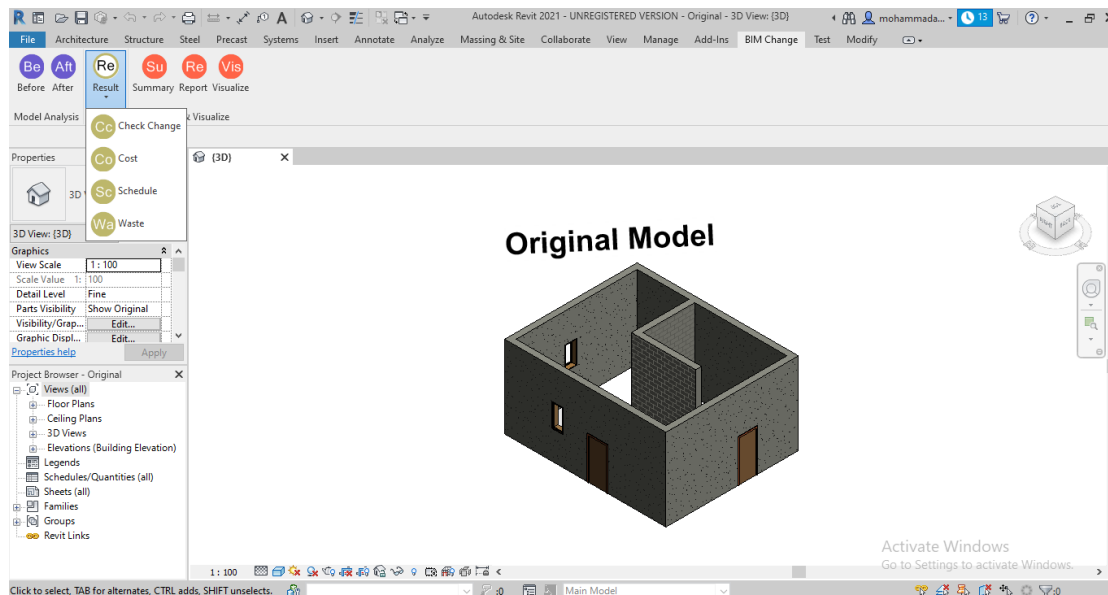 Autodesk Revit 2021 - UNREGISTERED VERSION - Original - 3D View: {3D}
mohammada...
13
File Architecture Structure Steel Precast Systems Insert Annotate Analyze Massing & Site Collaborate View Manage Add-Ins BIM Change Test Modify
Be Aft Re Su Re Vis
Before After Result Summary Report Visualize
Model Analysis & Visualize
Cc Check Change
Co Cost
Sc Schedule
Wa Waste
Properties
{3D}
3D
3D View: {3D}
Graphics
View Scale 1 : 100
Scale Value 1: 100
Detail Level Fine
Parts Visibility Show Original
Visibility/Grap... Edit...
Graphic Displ... Edit...
Properties help Apply
Project Browser - Original
Views (all)
Floor Plans
Ceiling Plans
3D Views
Elevations (Building Elevation)
Legends
Schedules/Quantities (all)
Sheets (all)
Families
Groups
Revit Links
Original Model
Activate Windows
Go to Settings to activate Windows.
1 : 100
Click to select, TAB for alternates, CTRL adds, SHIFT unselects.
:0
Main Model
:0